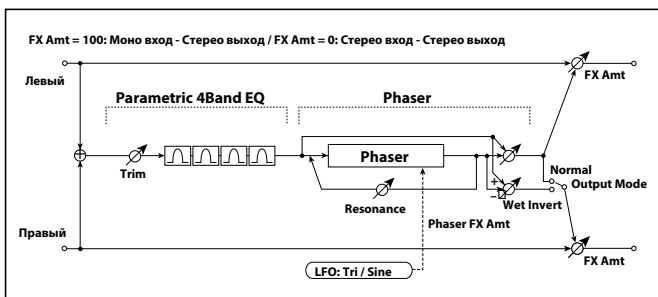 FX Amt = 100: Моно вход - Стерео выход / FX Amt = 0: Стерео вход - Стерео выход
Левый
FX Amt
Parametric 4Band EQ
Phaser
Phaser
Trim
Resonance
+
−
Wet Invert
Normal
Output Mode
Phaser FX Amt
Правый
FX Amt
LFO: Tri / Sine